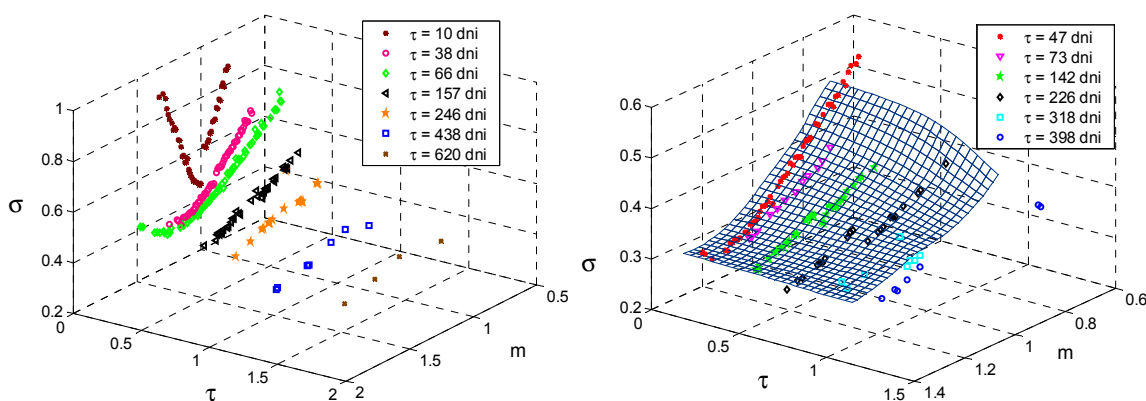 τ = 10 dni
τ = 38 dni
τ = 66 dni
τ = 157 dni
τ = 246 dni
τ = 438 dni
τ = 620 dni
1
0.8
0.6
0.4
0.2
σ
0
0.5
1
1.5
2
τ
2
1.5
1
0.5
m
τ = 47 dni
τ = 73 dni
τ = 142 dni
τ = 226 dni
τ = 318 dni
τ = 398 dni
0.6
0.5
0.4
0.3
0.2
σ
0
0.5
1
1.5
τ
1.4
1.2
1
0.8
0.6
m